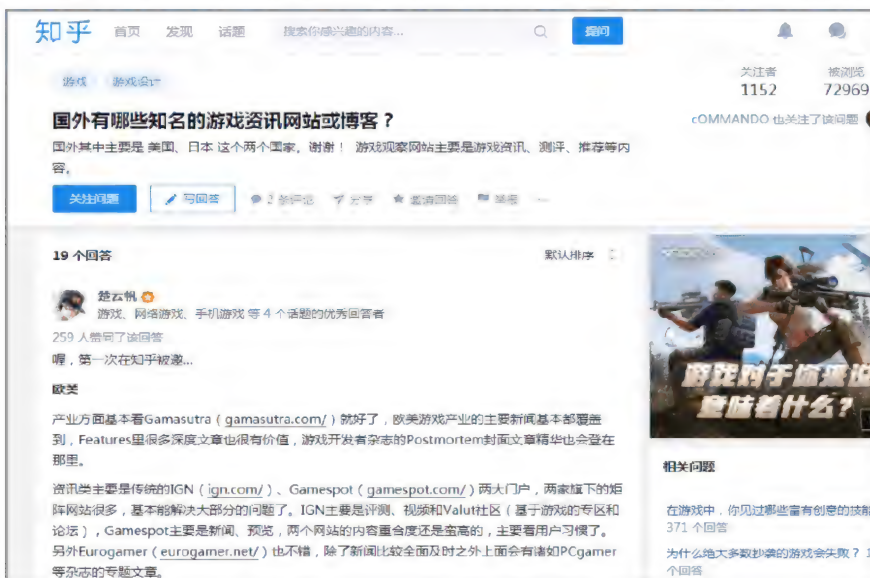 知乎 首页 发现 话题 搜索你感兴趣的内容... 提问
游戏 游戏设计
关注者 被浏览
1152 72969
国外有哪些知名的游戏资讯网站或博客？
cOMMANDO 也关注了该问题
国外其中主要是 美国、日本 这个两个国家。谢谢！ 游戏观察网站主要是游戏资讯、测评、推荐等内
容。
关注问题 写回答 2 条评论 分享 邀请回答 举报 ...
19 个回答 默认排序
楚云帆
游戏、网络游戏、手机游戏 等 4 个话题的优秀回答者
259 人赞同了该回答
喔，第一次在知乎被邀...
欧美
产业方面基本看Gamasutra（gamasutra.com/）就好了，欧美游戏产业的主要新闻基本都覆盖
到，Features里很多深度文章也很有价值，游戏开发者杂志的Postmortem封面文章精华也会登在
那里。
资讯类主要是传统的IGN（ign.com/）、Gamespot（gamespot.com/）两大门户，两家旗下的矩
阵网站很多，基本能解决大部分的问题了。IGN主要是评测、视频和Valut社区（基于游戏的专区和
论坛），Gamespot主要是新闻、预览，两个网站的内容重合度还是蛮高的，主要看用户习惯了。
另外Eurogamer（eurogamer.net/）也不错，除了新闻比较全面及时之外上面会有诸如PCgamer
等杂志的专题文章。
游戏对于你来说
意味着什么？
相关问题
在游戏中，你见过哪些富有创意的技能
371 个回答
为什么绝大多数抄袭的游戏会失败？
个回答